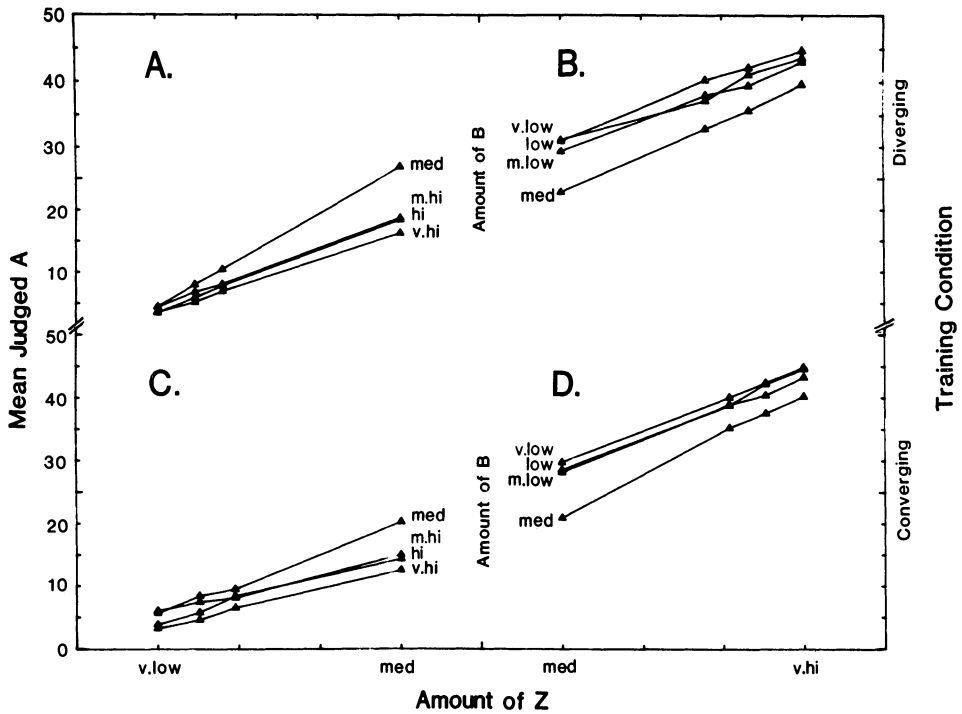 50
40
30
20
10
50
40
30
20
10
0
Mean Judged A
A.
med
m.hi
hi
v.hi
B.
Amount of B
v.low
low
m.low
med
Diverging
C.
med
m.hi
hi
v.hi
D.
Amount of B
v.low
low
m.low
med
Converging
Training Condition
v.low
med
med
v.hi
Amount of Z